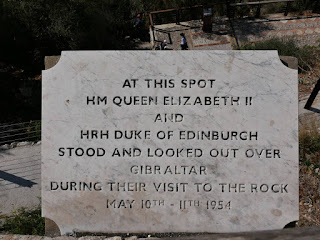 AT THIS SPOT
HM QUEEN ELIZABETH II
AND
HRH DUKE OF EDINBURGH
STOOD AND LOOKED OUT OVER
GIBRALTAR
DURING THEIR VISIT TO THE ROCK
MAY 10TH - 11TH 1954